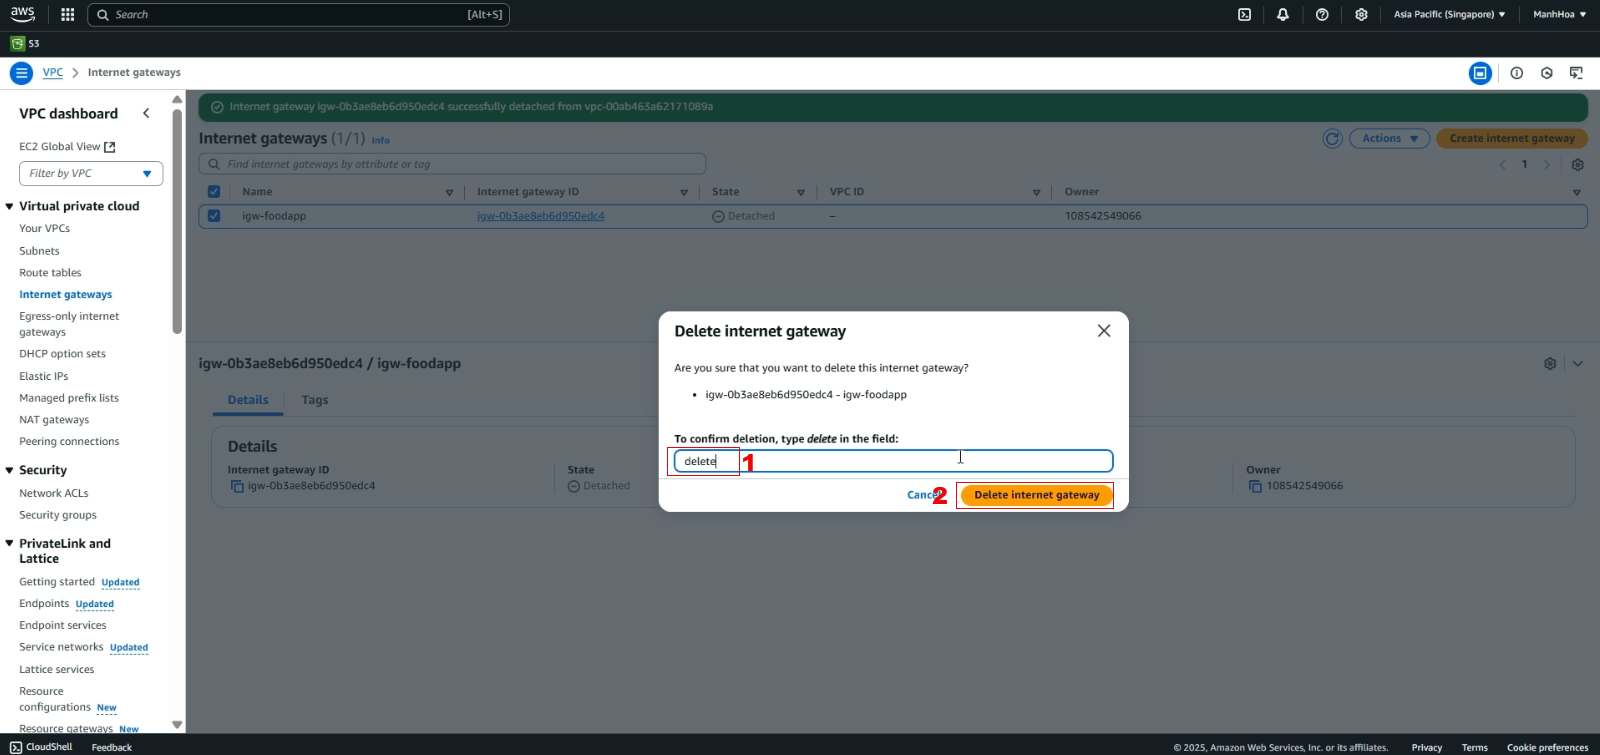 aws
Search [Alt+S]
Asia Pacific (Singapore) ▼
ManhHoa ▼
S3
VPC > Internet gateways
VPC dashboard
EC2 Global View
Filter by VPC
Virtual private cloud
Your VPCs
Subnets
Route tables
Internet gateways
Egress-only internet
gateways
DHCP option sets
Elastic IPs
Managed prefix lists
NAT gateways
Peering connections
Security
Network ACLs
Security groups
PrivateLink and
Lattice
Getting started Updated
Endpoints Updated
Endpoint services
Service networks Updated
Lattice services
Resource
configurations New
Resource gateways New
Internet gateway igw-0b3ae8eb6d950edc4 successfully detached from vpc-00ab463a62171089a
Internet gateways (1/1) Info
Actions ▼
Create internet gateway
Find internet gateways by attribute or tag
1
Name Internet gateway ID State VPC ID Owner
igw-foodapp igw-0b3ae8eb6d950edc4 Detached – 108542549066
igw-0b3ae8eb6d950edc4 / igw-foodapp
Details Tags
Details
Internet gateway ID
igw-0b3ae8eb6d950edc4
State
Detached
Owner
108542549066
Delete internet gateway
Are you sure that you want to delete this internet gateway?
• igw-0b3ae8eb6d950edc4 - igw-foodapp
To confirm deletion, type delete in the field:
delete 1
Cancel 2 Delete internet gateway
CloudShell Feedback
© 2025, Amazon Web Services, Inc. or its affiliates. Privacy Terms Cookie preferences